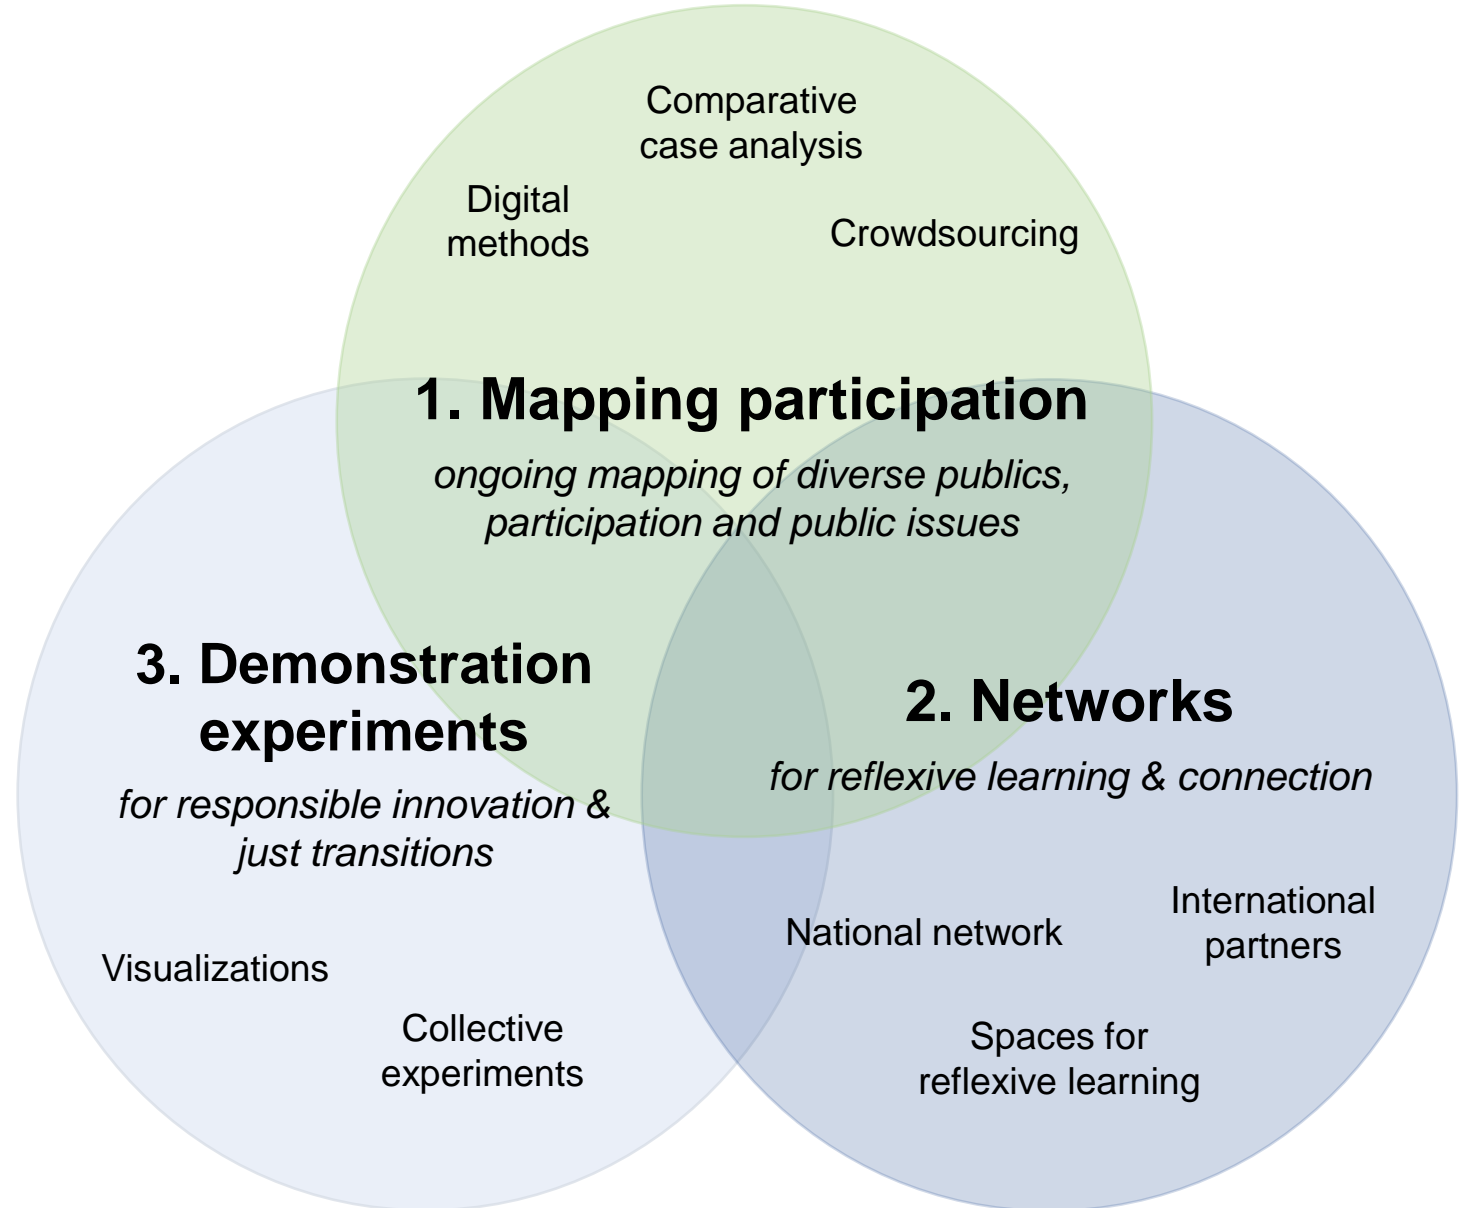 Comparative
case analysis
Digital
methods
Crowdsourcing
1. Mapping participation
ongoing mapping of diverse publics,
participation and public issues
3. Demonstration
experiments
for responsible innovation &
just transitions
Visualizations
Collective
experiments
2. Networks
for reflexive learning & connection
National network
International
partners
Spaces for
reflexive learning